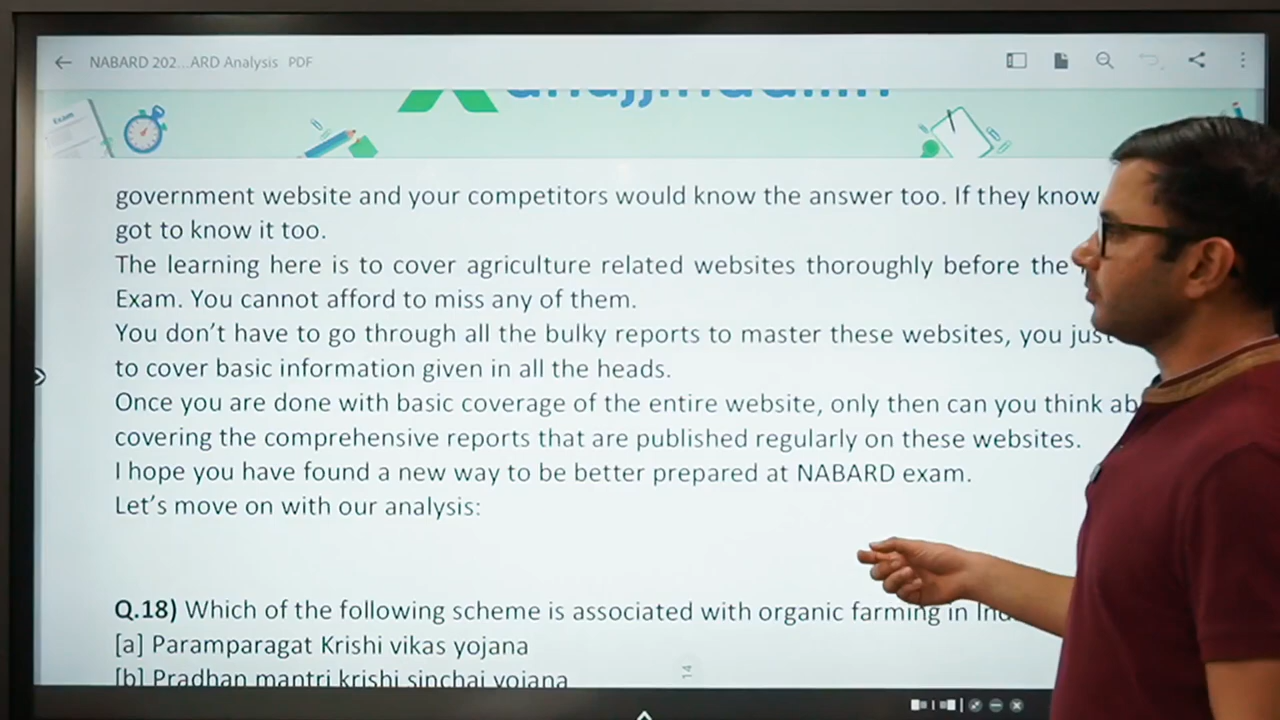 NABARD 202...ARD Analysis PDF
Exam
government website and your competitors would know the answer too. If they know
got to know it too.
The learning here is to cover agriculture related websites thoroughly before the
Exam. You cannot afford to miss any of them.
You don't have to go through all the bulky reports to master these websites, you just
to cover basic information given in all the heads.
Once you are done with basic coverage of the entire website, only then can you think
covering the comprehensive reports that are published regularly on these websites.
I hope you have found a new way to be better prepared at NABARD exam.
Let's move on with our analysis:
Q.18) Which of the following scheme is associated with organic farming in
[a] Paramparagat Krishi vikas yojana
[b] Pradhan mantri krishi sinchai yojana
14